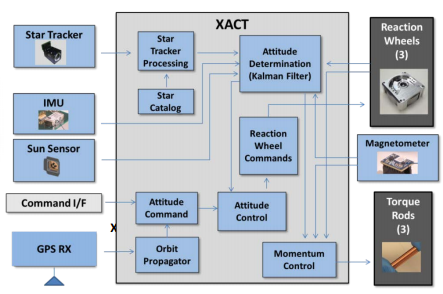 XACT
Star Tracker
Star
Tracker
Processing
Attitude
Determination
(Kalman Filter)
Reaction
Wheels
(3)
IMU
Star
Catalog
Sun Sensor
Reaction
Wheel
Commands
Magnetometer
Command I/F
Attitude
Command
Attitude
Control
Torque
Rods
(3)
X
GPS RX
Orbit
Propagator
Momentum
Control